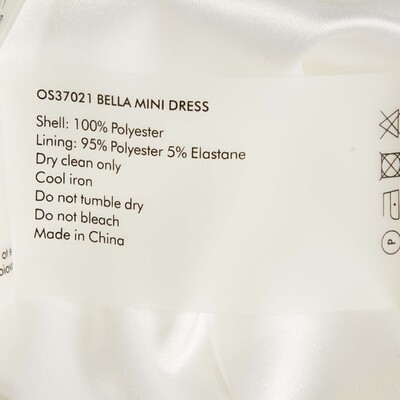 OS37021 BELLA MINI DRESS
Shell: 100% Polyester
Lining: 95% Polyester 5% Elastane
Dry clean only
Cool iron
Do not tumble dry
Do not bleach
Made in China
P